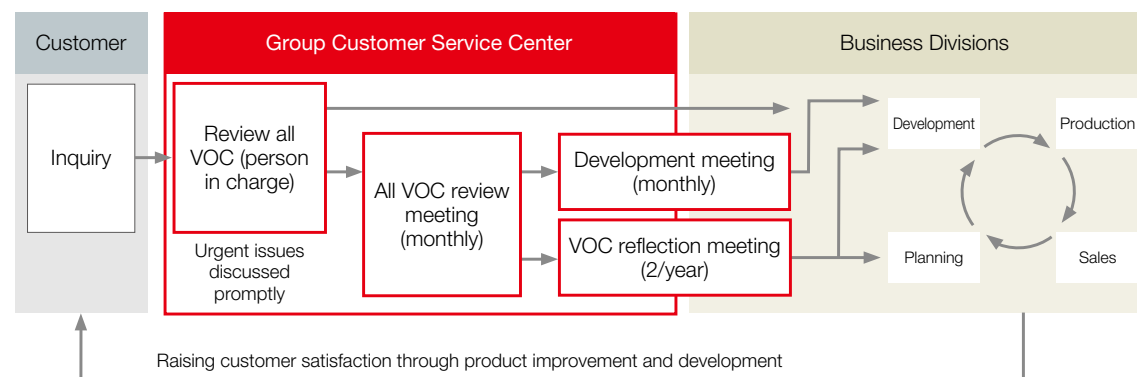 Customer
Group Customer Service Center
Business Divisions
Inquiry
Review all
VOC (person
in charge)
Urgent issues
discussed
promptly
All VOC review
meeting
(monthly)
Development meeting
(monthly)
VOC reflection meeting
(2/year)
Development
Production
Planning
Sales
Raising customer satisfaction through product improvement and development